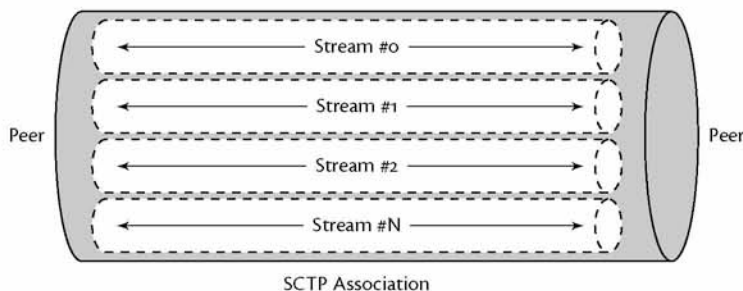 Stream #0
Stream #1
Peer
Peer
Stream #2
Stream #N
SCTP Association